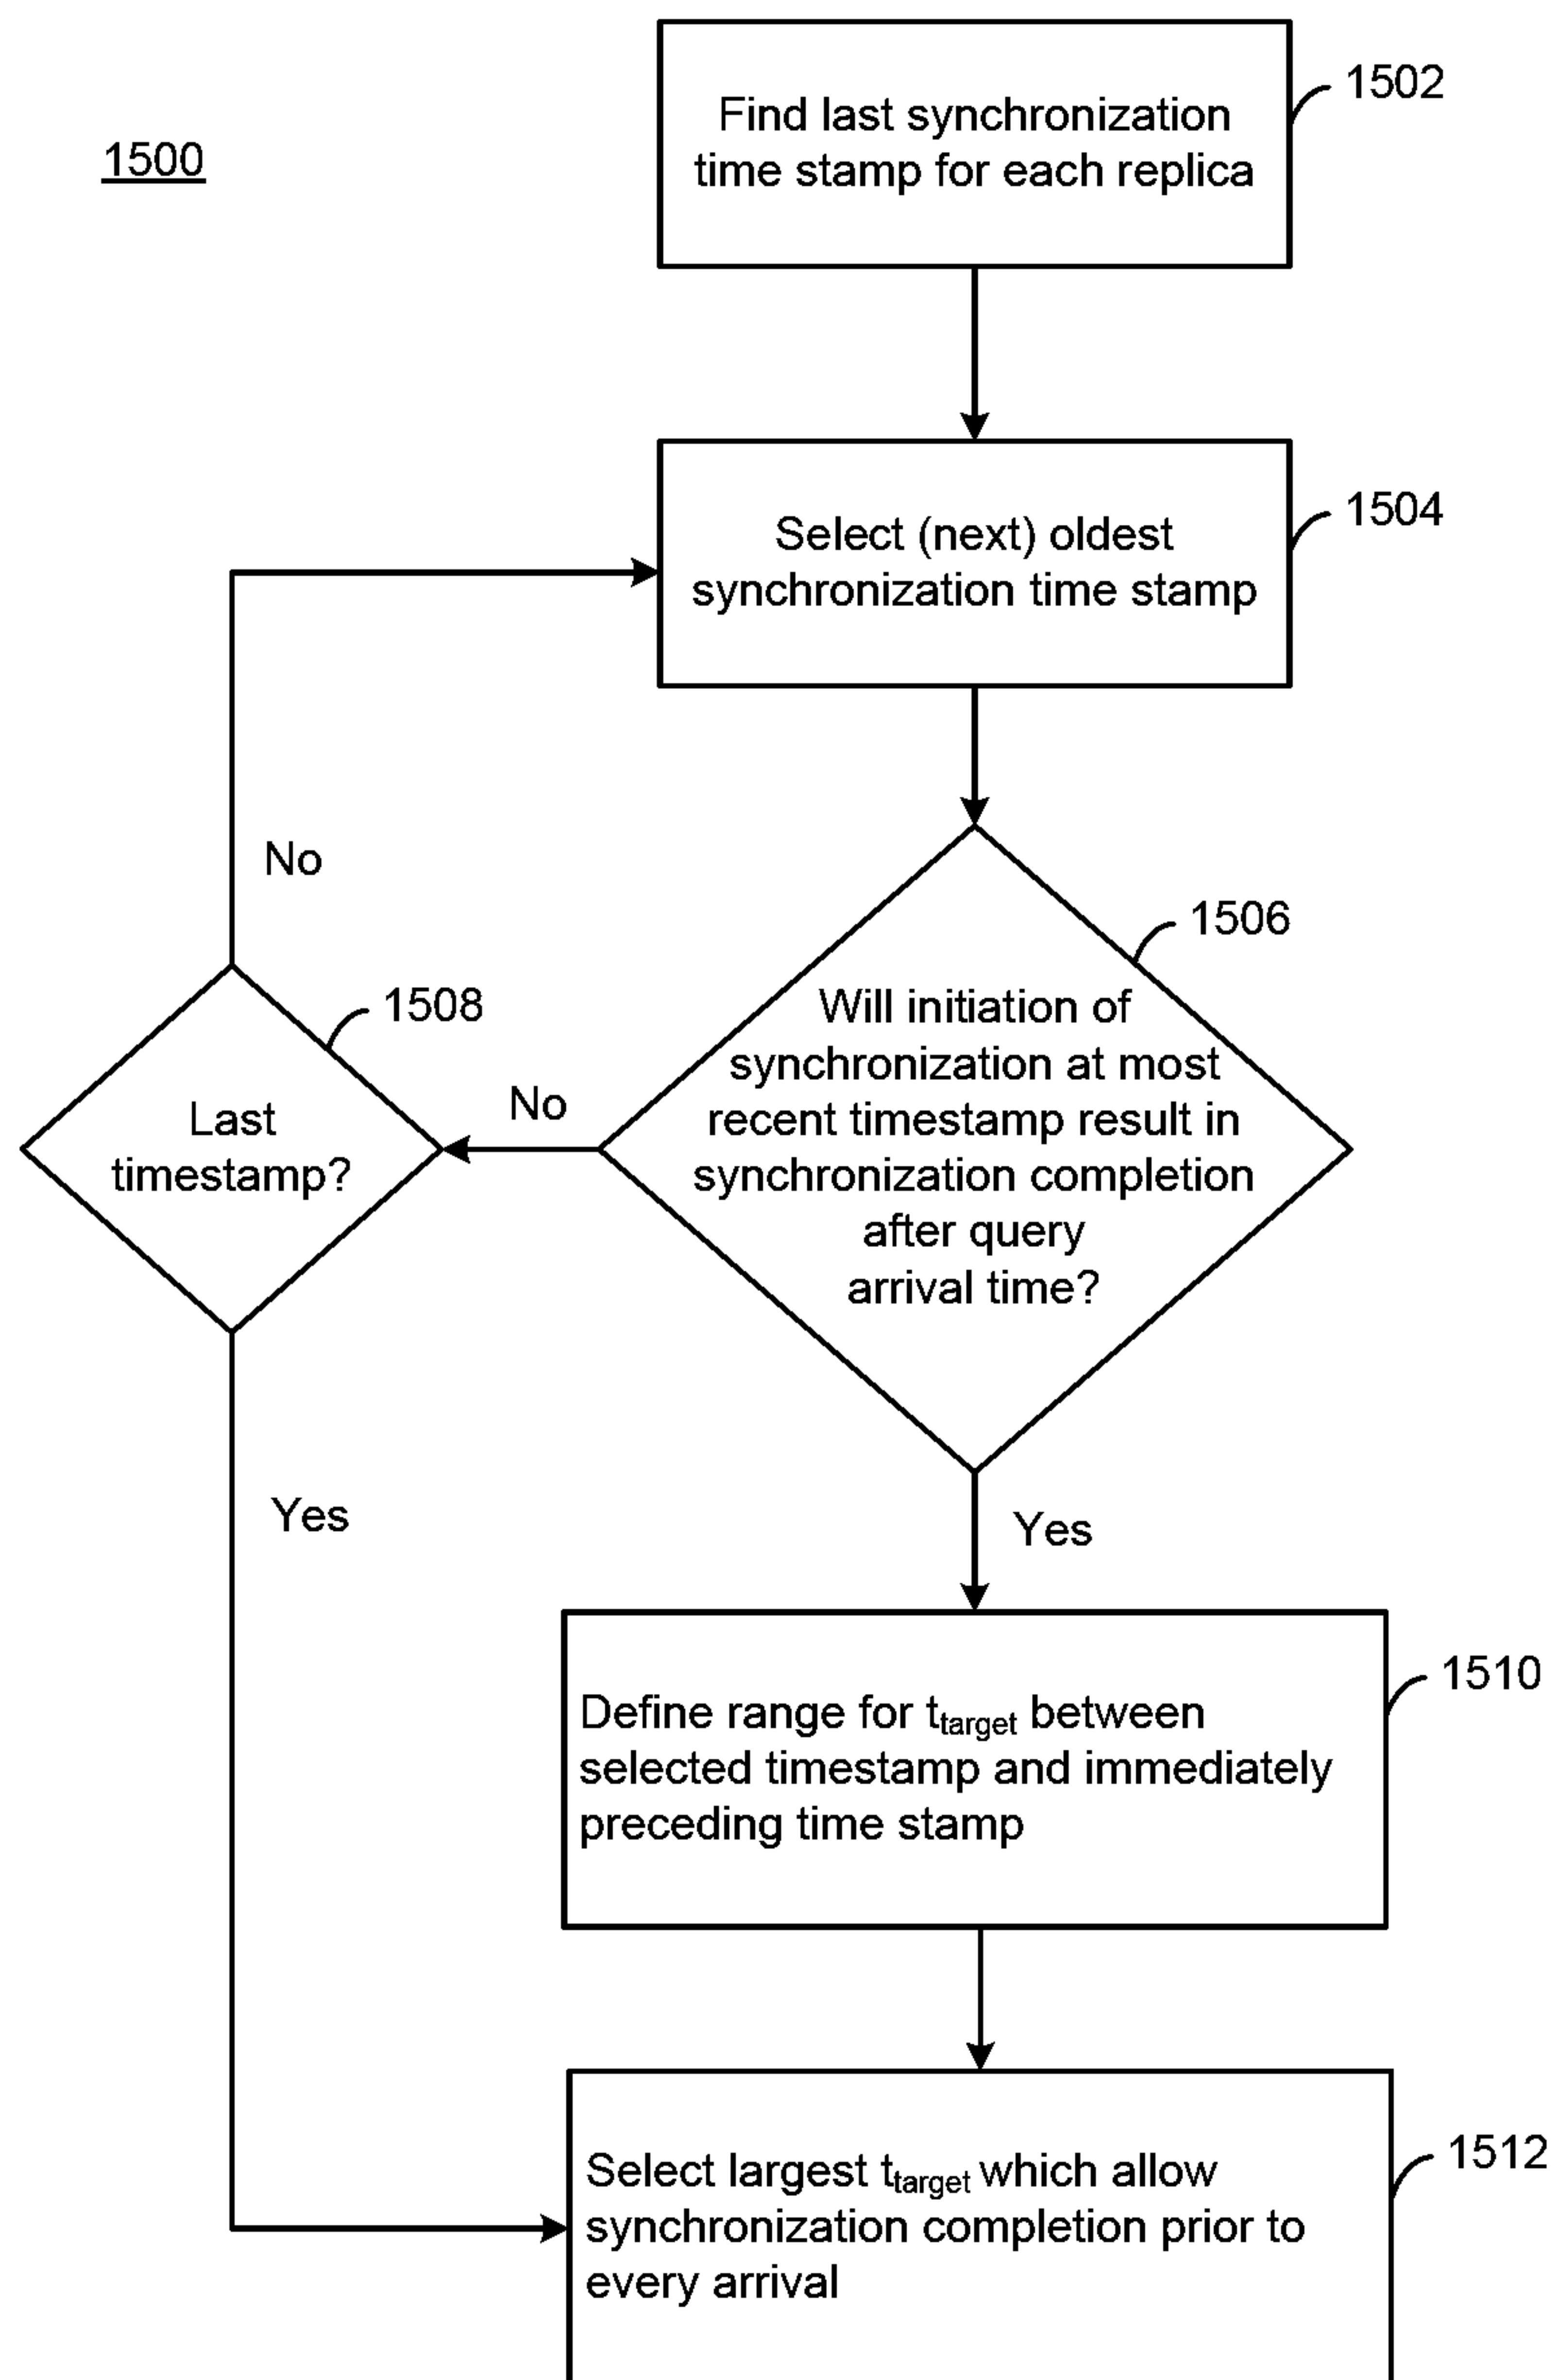 1500
Find last synchronization
time stamp for each replica
1502
Select (next) oldest
synchronization time stamp
1504
No
1506
Will initiation of
synchronization at most
recent timestamp result in
synchronization completion
after query
arrival time?
1508
Last
timestamp?
No
Yes
Yes
1510
Define range for ttarget between
selected timestamp and immediately
preceding time stamp
1512
Select largest ttarget which allow
synchronization completion prior to
every arrival